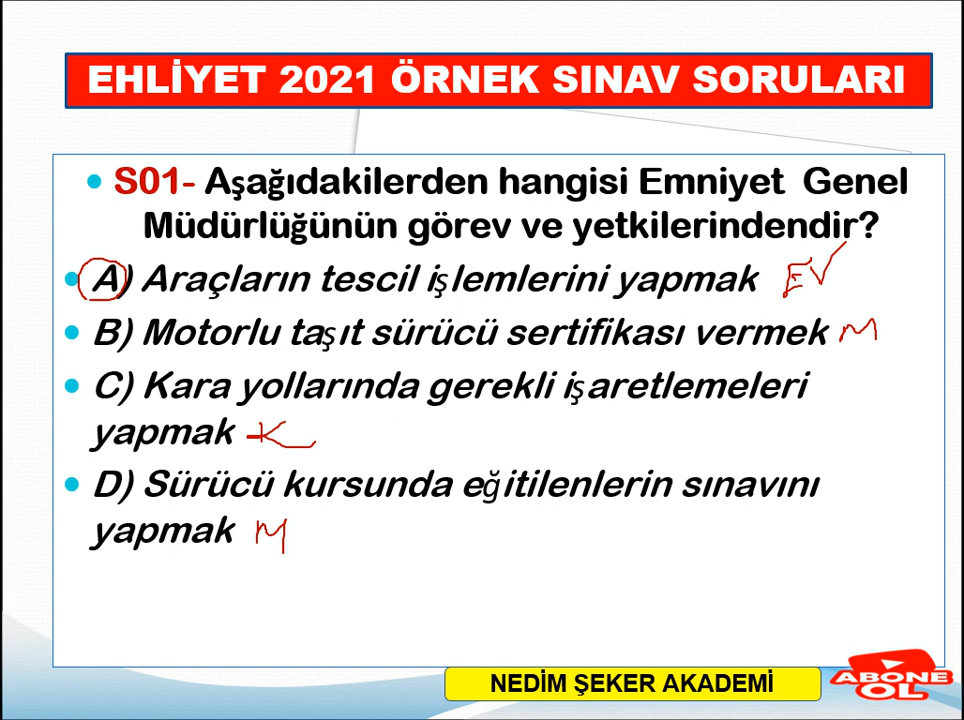 EHLİYET 2021 ÖRNEK SINAV SORULARI
S01- Aşağıdakilerden hangisi Emniyet Genel
Müdürlüğünün görev ve yetkilerindendir?
A) Araçların tescil işlemlerini yapmak E
B) Motorlu taşıt sürücü sertifikası vermek M
C) Kara yollarında gerekli işaretlemeleri
yapmak K
D) Sürücü kursunda eğitilenlerin sınavını
yapmak M
NEDİM ŞEKER AKADEMİ
ABONE
OL